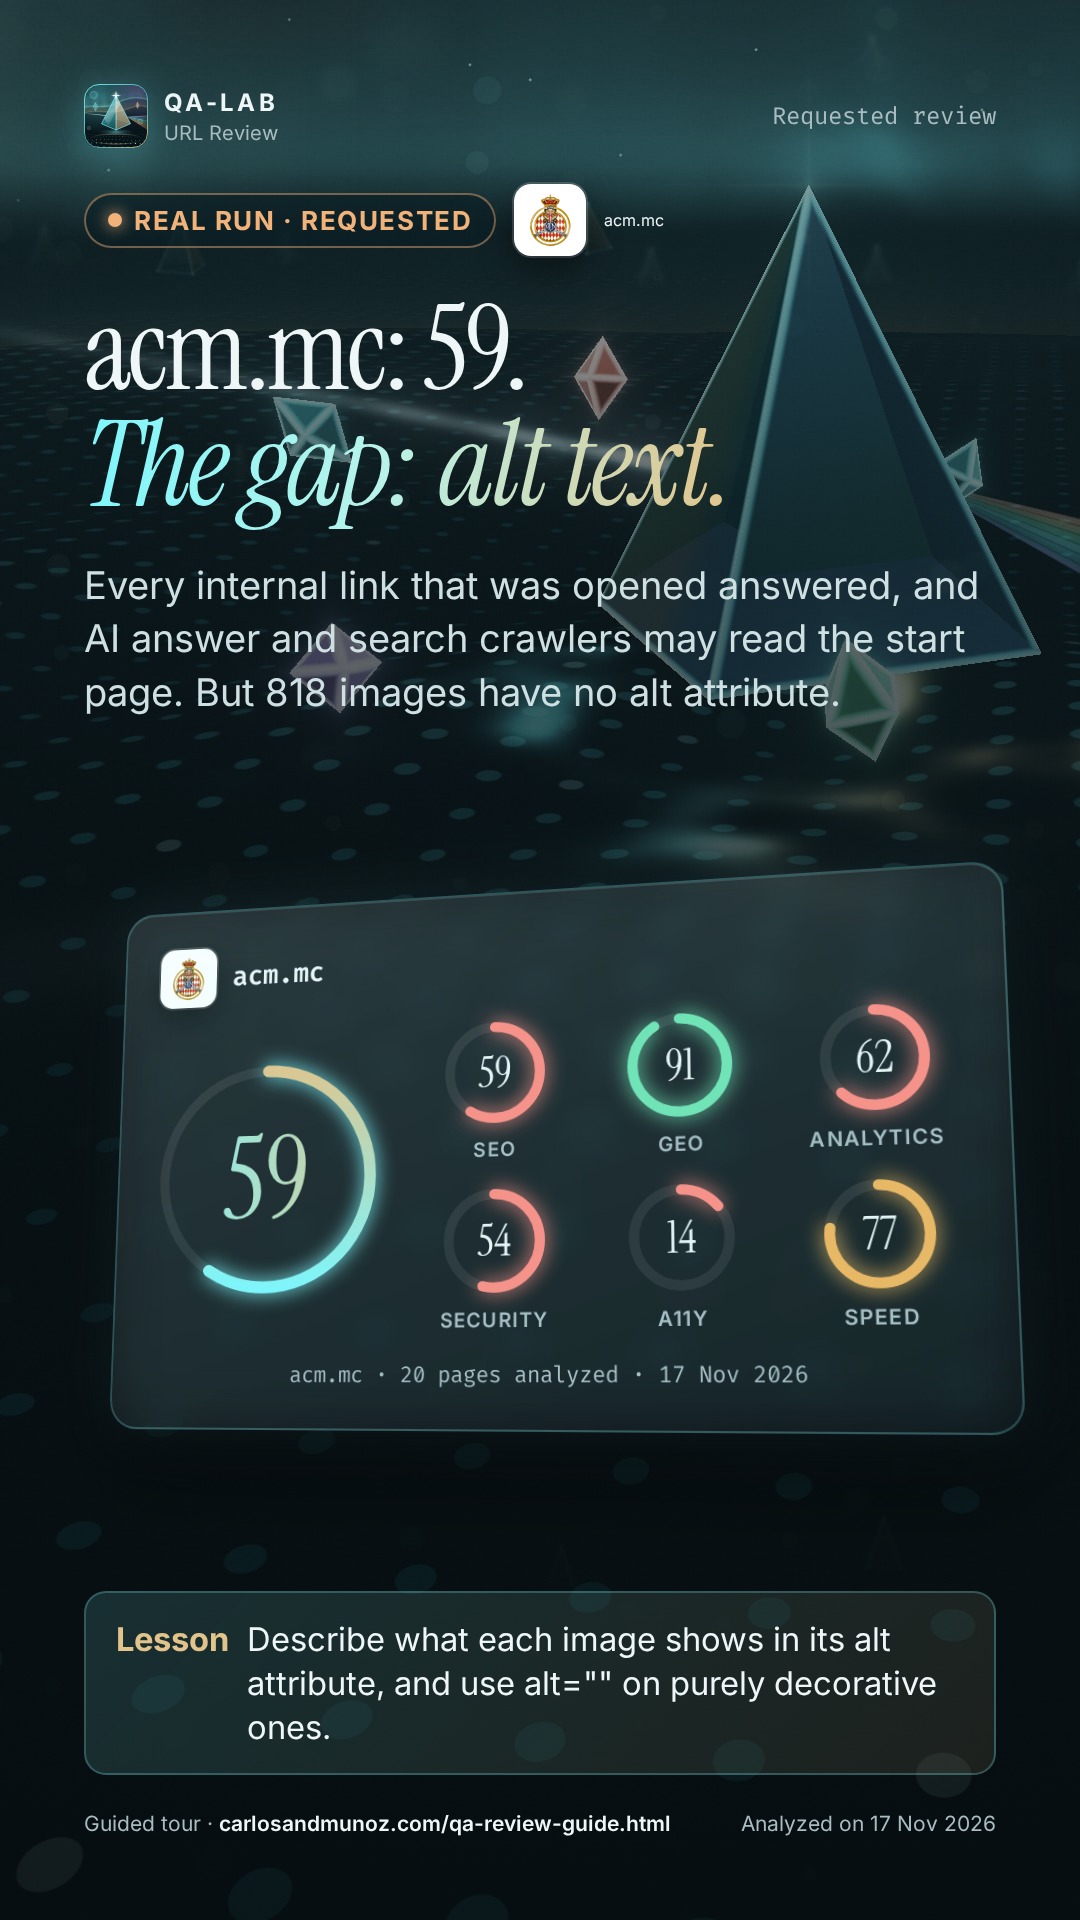 QA-LAB
URL Review
Requested review
REAL RUN · REQUESTED
acm.mc
acm.mc: 59.
The gap: alt text.
Every internal link that was opened answered, and
AI answer and search crawlers may read the start
page. But 818 images have no alt attribute.
acm.mc
59
59
SEO
91
GEO
62
ANALYTICS
54
SECURITY
14
A11Y
77
SPEED
acm.mc · 20 pages analyzed · 17 Nov 2026
Lesson Describe what each image shows in its alt
attribute, and use alt="" on purely decorative
ones.
Guided tour · carlosandmunoz.com/qa-review-guide.html
Analyzed on 17 Nov 2026